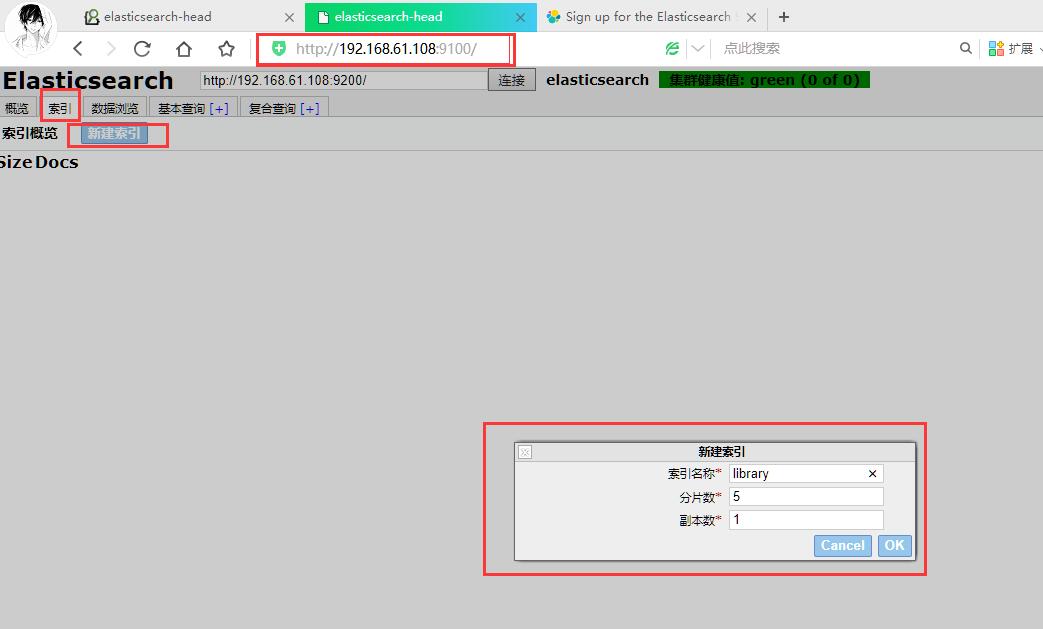 elasticsearch-head
elasticsearch-head
Sign up for the Elasticsearch
http://192.168.61.108:9100/
点此搜索
扩展
Elasticsearch
http://192.168.61.108:9200/
连接
elasticsearch
集群健康值: green (0 of 0)
概览
索引
数据浏览
基本查询 [+]
复合查询 [+]
索引概览
新建索引
Size Docs
新建索引
索引名称* library
分片数* 5
副本数* 1
Cancel OK